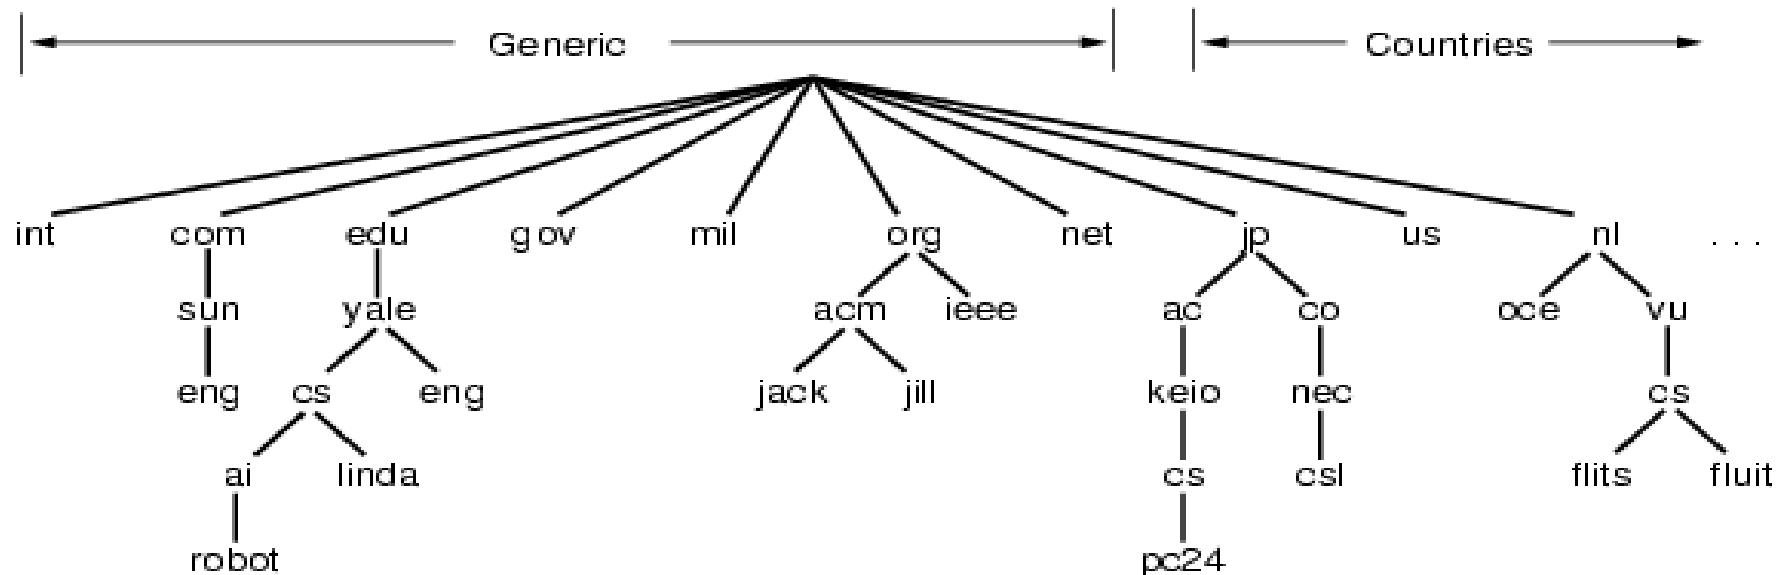 Generic Countries
int com edu gov mil org net jp us nl . . .
sun yale acm ieee ac co oce vu
eng cs eng jack jill keio nec cs
ai linda cs csl flits fluit
robot pc24